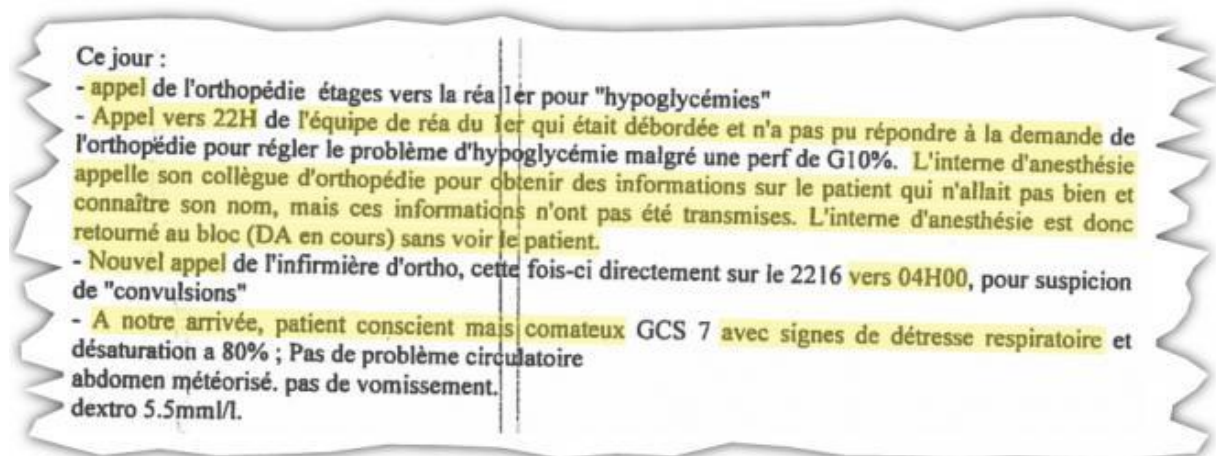 Ce jour :
- appel de l'orthopédie étages vers la réa 1er pour "hypoglycémies"
- Appel vers 22H de l'équipe de réa du 1er qui était débordée et n'a pas pu répondre à la demande de
l'orthopédie pour régler le problème d'hypoglycémie malgré une perf de G10%. L'interne d'anesthésie
appelle son collègue d'orthopédie pour obtenir des informations sur le patient qui n'allait pas bien et
connaître son nom, mais ces informations n'ont pas été transmises. L'interne d'anesthésie est donc
retourné au bloc (DA en cours) sans voir le patient.
- Nouvel appel de l'infirmière d'ortho, cette fois-ci directement sur le 2216 vers 04H00, pour suspicion
de "convulsions"
- A notre arrivée, patient conscient mais comateux GCS 7 avec signes de détresse respiratoire et
désaturation a 80% ; Pas de problème circulatoire
abdomen météorisé. pas de vomissement.
dextro 5.5mml/l.